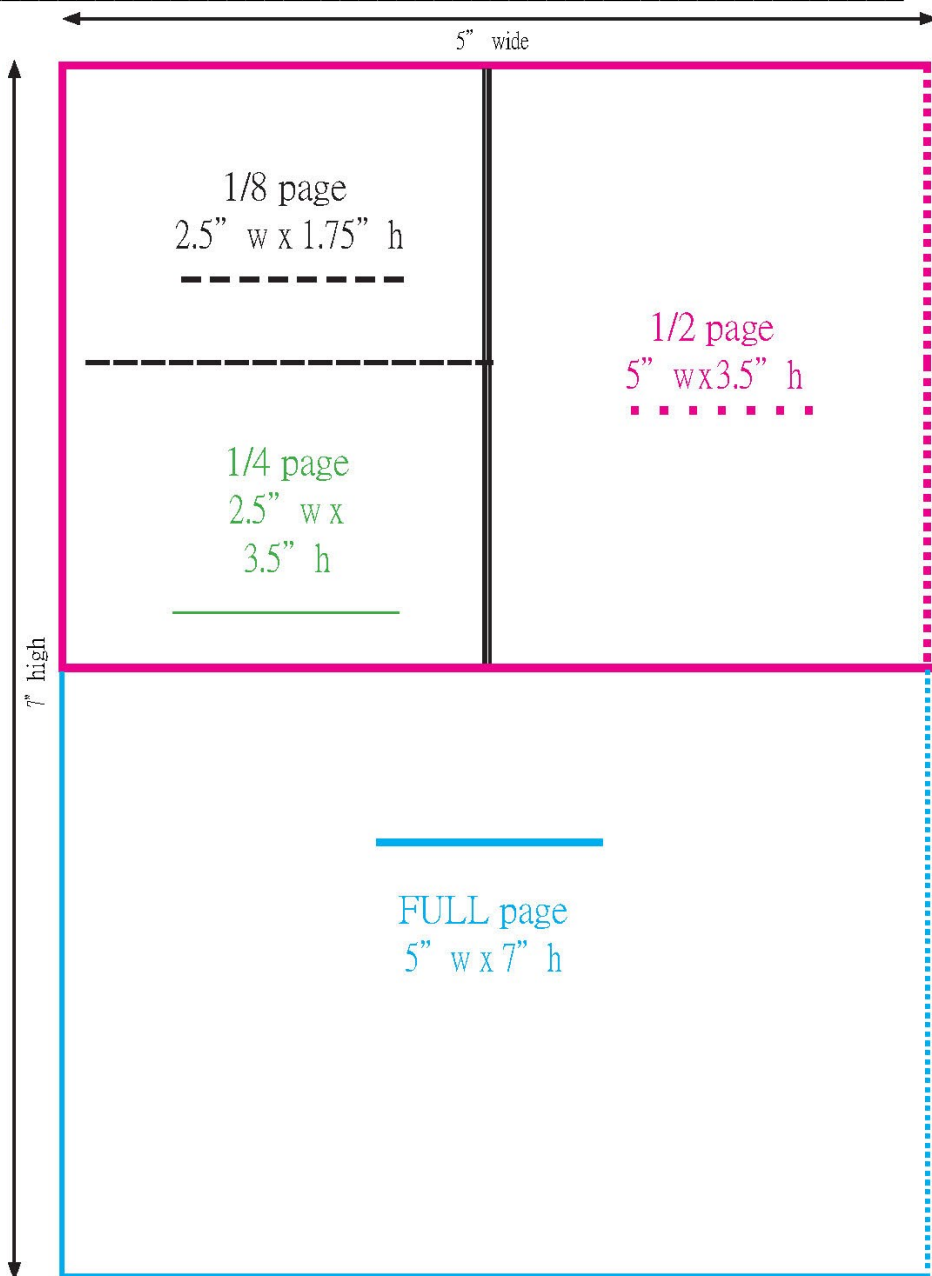 5” wide
1/8 page
2.5” w x 1.75” h
1/2 page
5” wx3.5” h
1/4 page
2.5” w x
3.5” h
7” high
FULL page
5” w x 7” h